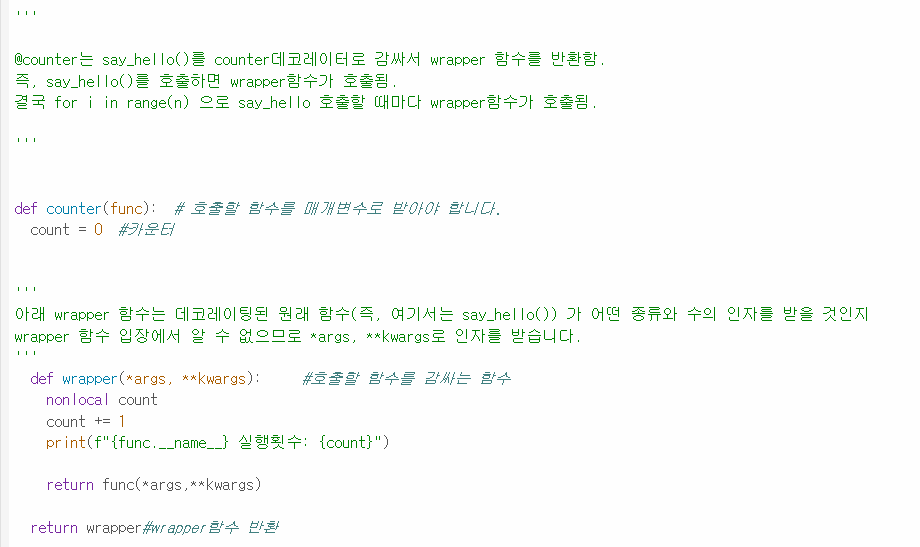 '''
@counter는 say_hello()를 counter데코레이터로 감싸서 wrapper 함수를 반환함.
즉, say_hello()를 호출하면 wrapper함수가 호출됨.
결국 for i in range(n) 으로 say_hello 호출할 때마다 wrapper함수가 호출됨.
'''
def counter(func):  # 호출할 함수를 매개변수로 받아야 합니다.
  count = 0  #카운터
'''
아래 wrapper 함수는 데코레이팅된 원래 함수(즉, 여기서는 say_hello()) 가 어떤 종류와 수의 인자를 받을 것인지
wrapper 함수 입장에서 알 수 없으므로 *args, **kwargs로 인자를 받습니다.
'''
  def wrapper(*args, **kwargs):     #호출할 함수를 감싸는 함수
    nonlocal count
    count += 1
    print(f"{func.__name__} 실행횟수: {count}")
    return func(*args,**kwargs)
  return wrapper#wrapper함수 반환